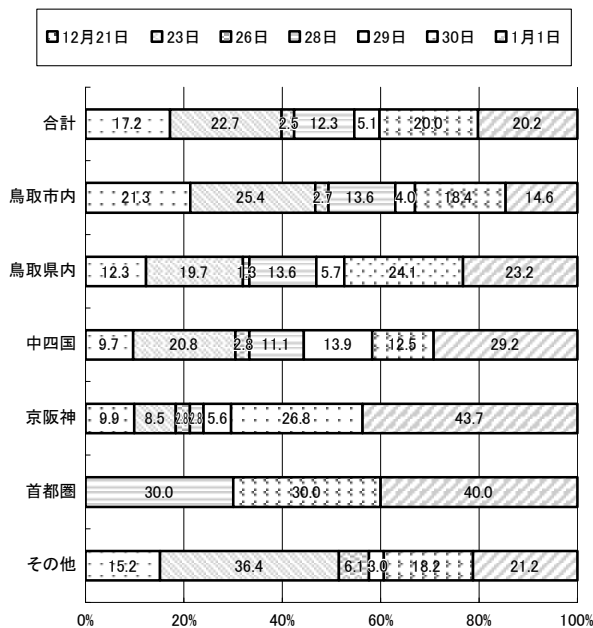 12月21日 23日 26日 28日 29日 30日 1月1日
合計 17.2 22.7 2.5 12.3 5.1 20.0 20.2
鳥取市内 21.3 25.4 2.7 13.6 4.0 18.4 14.6
鳥取県内 12.3 19.7 1.3 13.6 5.7 24.1 23.2
中四国 9.7 20.8 2.8 11.1 13.9 12.5 29.2
京阪神 9.9 8.5 2.8 2.8 5.6 26.8 43.7
首都圏 30.0 30.0 40.0
その他 15.2 36.4 6.1 3.0 18.2 21.2
0% 20% 40% 60% 80% 100%